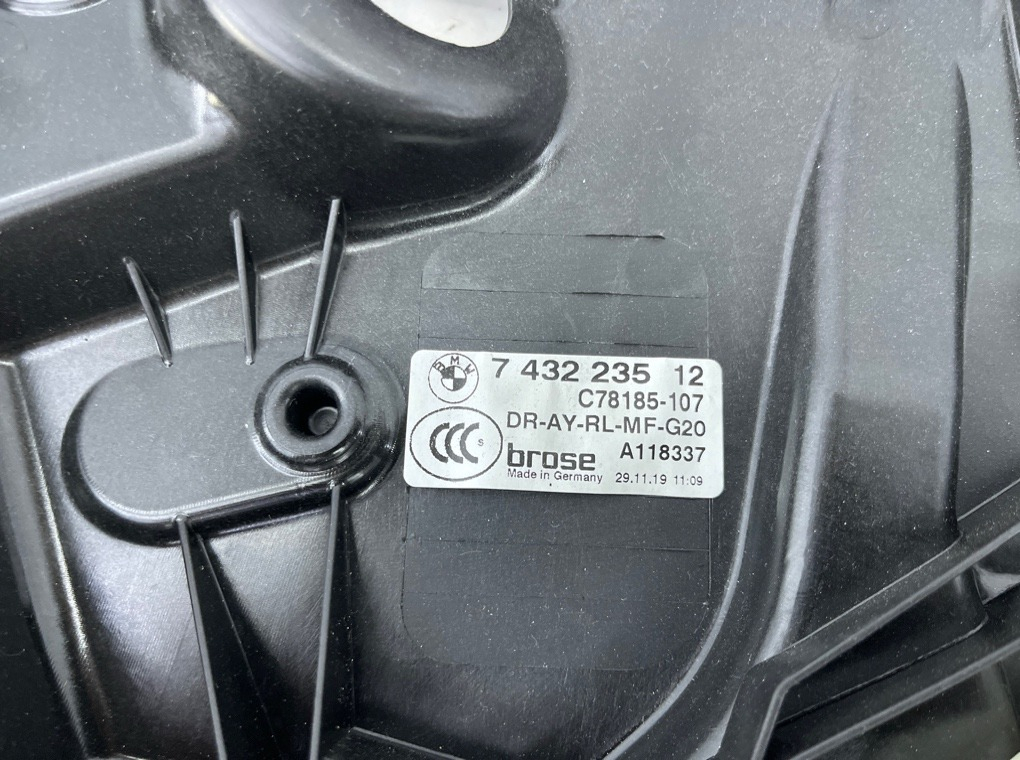 BMW
7 432 235 12
C78185-107
DR-AY-RL-MF-G20
CCC S
A118337
brose
Made in Germany 29.11.19 11:09